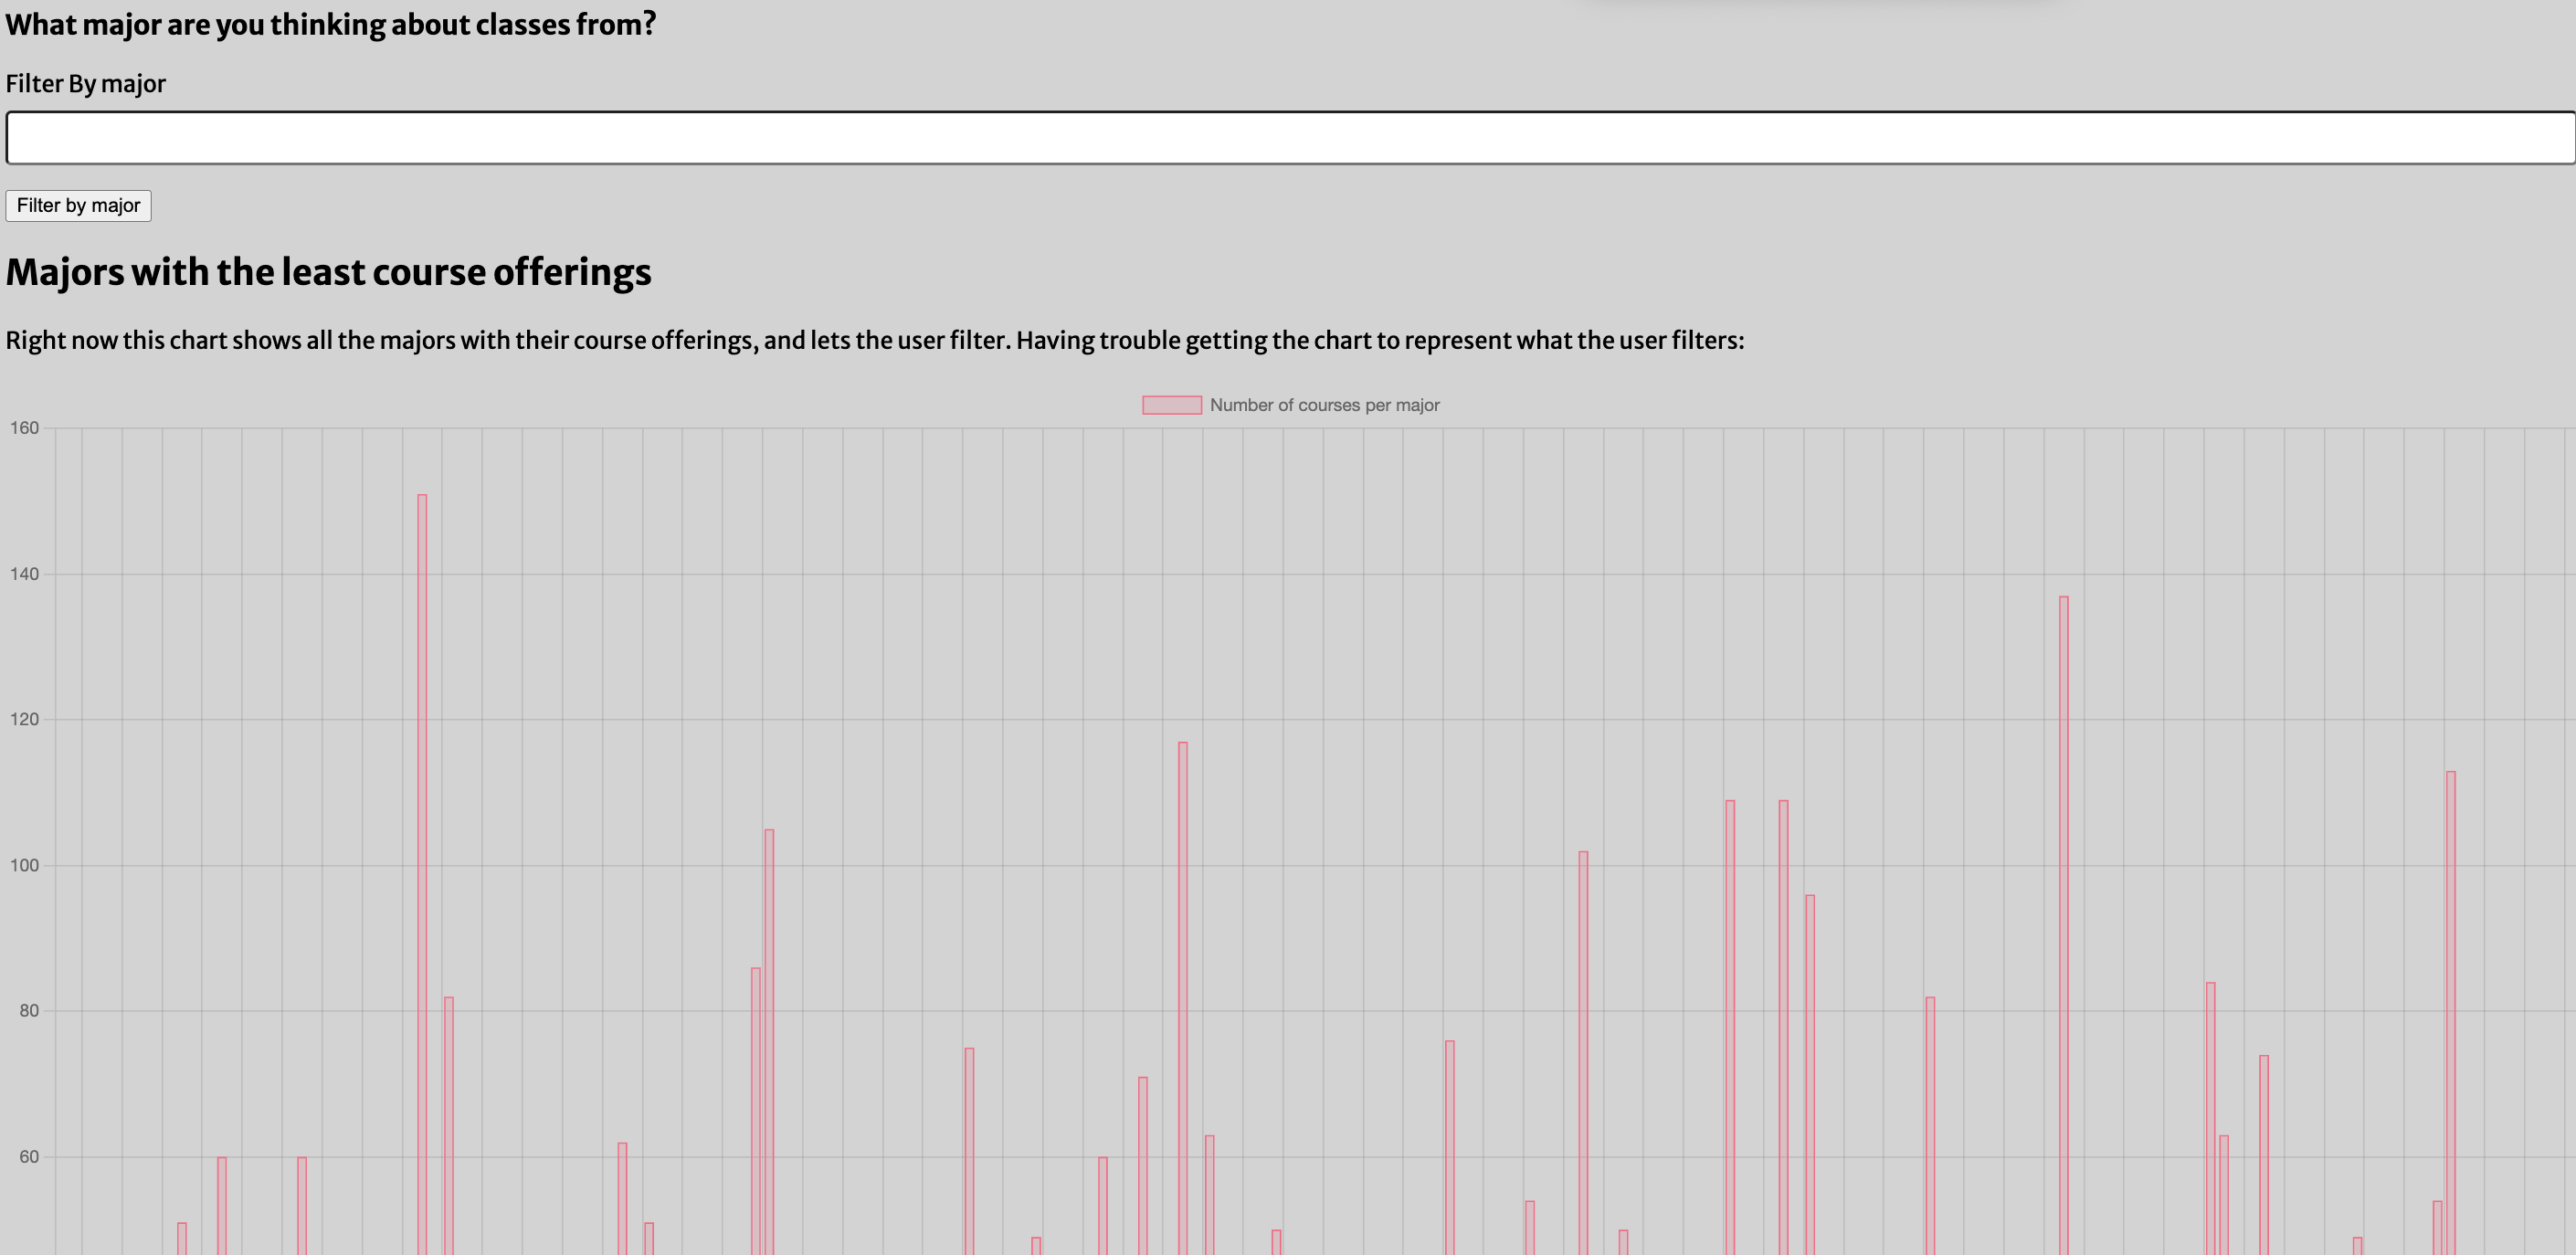 What major are you thinking about classes from?
Filter By major
Filter by major
Majors with the least course offerings
Right now this chart shows all the majors with their course offerings, and lets the user filter. Having trouble getting the chart to represent what the user filters:
Number of courses per major
160
140
120
100
80
60